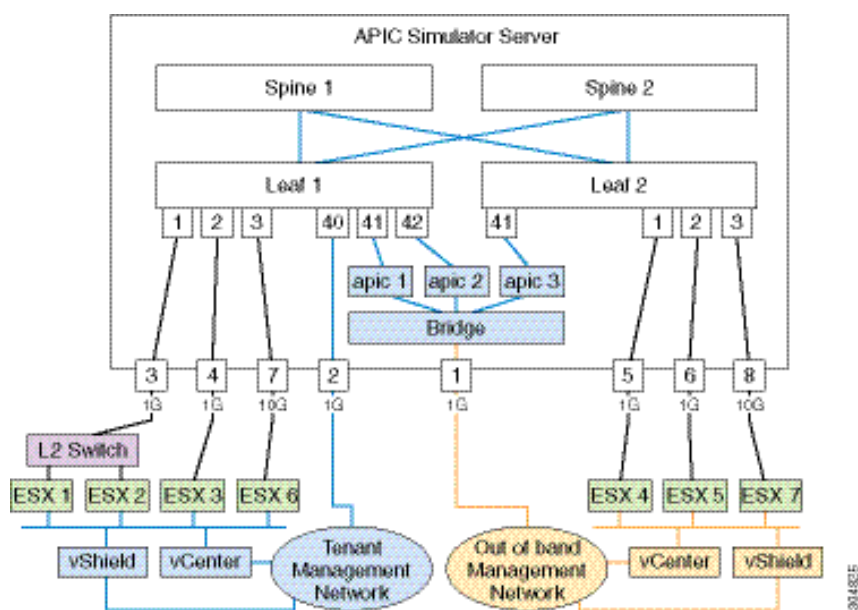 APIC Simulator Server
Spine 1
Spine 2
Leaf 1
Leaf 2
1
2
3
40
41
42
41
1
2
3
apic 1
apic 2
apic 3
Bridge
3
4
7
2
1
5
6
8
1G
1G
10G
1G
1G
1G
1G
10G
L2 Switch
ESX 1
ESX 2
ESX 3
ESX 6
ESX 4
ESX 5
ESX 7
vShield
vCenter
Tenant
Management
Network
Out of band
Management
Network
vCenter
vShield